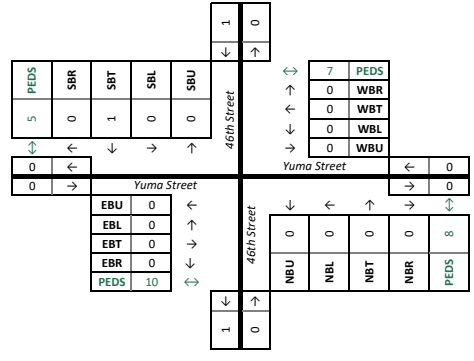 1 0
↓ ↑
PEDS SBR SBT SBL SBU
5 0 1 0 0
↕ ← ↓ → ↑
46th Street
↔ 7 PEDS
↑ 0 WBR
← 0 WBT
↓ 0 WBL
→ 0 WBU
0 ←
0 →
Yuma Street
← 0
→ 0
Yuma Street
EBU 0 ←
EBL 0 ↑
EBT 0 →
EBR 0 ↓
PEDS 10 ↔
46th Street
↓ ← ↑ → ↕
0 0 0 0 8
NBU NBL NBT NBR PEDS
↓ ↑
1 0